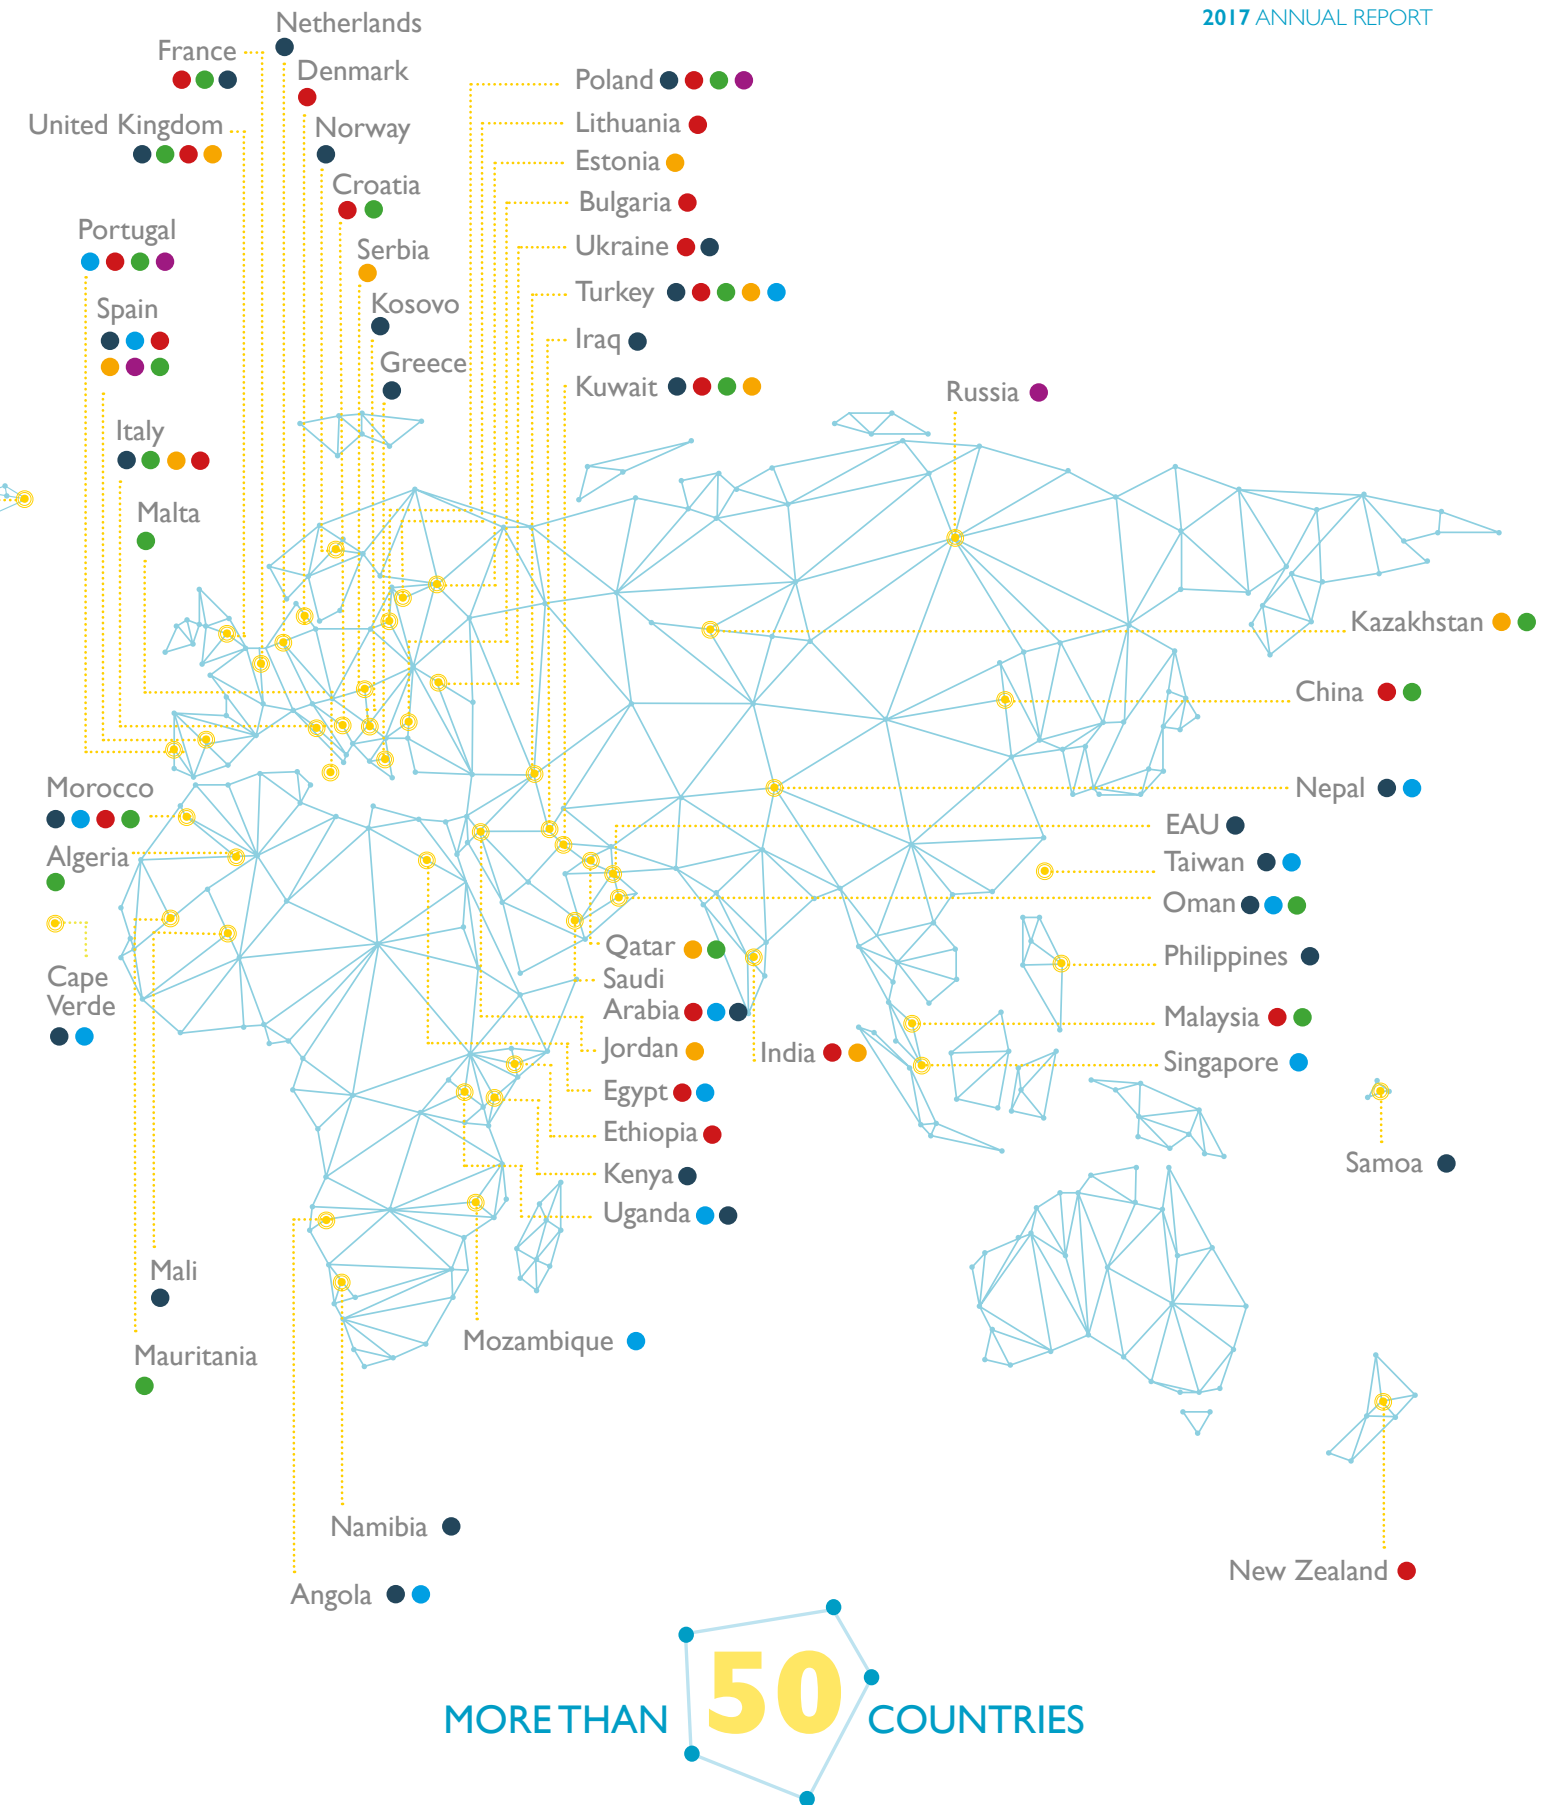 2017 ANNUAL REPORT
Netherlands
France
Denmark
Poland
Lithuania
United Kingdom
Norway
Estonia
Croatia
Bulgaria
Portugal
Serbia
Ukraine
Turkey
Spain
Kosovo
Iraq
Greece
Kuwait
Russia
Italy
Malta
Kazakhstan
China
Morocco
Nepal
EAU
Algeria
Taiwan
Oman
Qatar
Philippines
Cape
Verde
Saudi
Arabia
Malaysia
Jordan
India
Singapore
Egypt
Ethiopia
Samoa
Kenya
Uganda
Mali
Mozambique
Mauritania
Namibia
New Zealand
Angola
MORE THAN 50 COUNTRIES